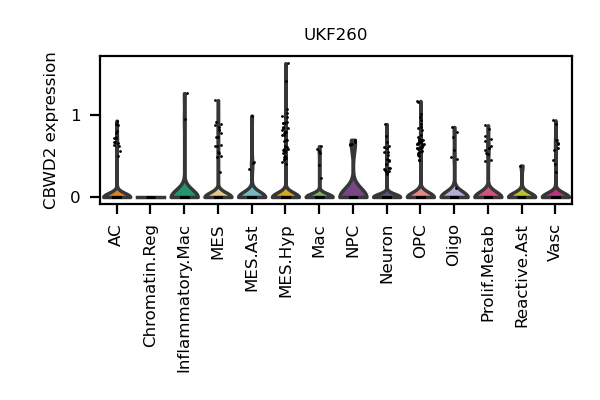 UKF260
CBWD2 expression
1
0
AC
Chromatin.Reg
Inflammatory.Mac
MES
MES.Ast
MES.Hyp
Mac
NPC
Neuron
OPC
Oligo
Prolif.Metab
Reactive.Ast
Vasc